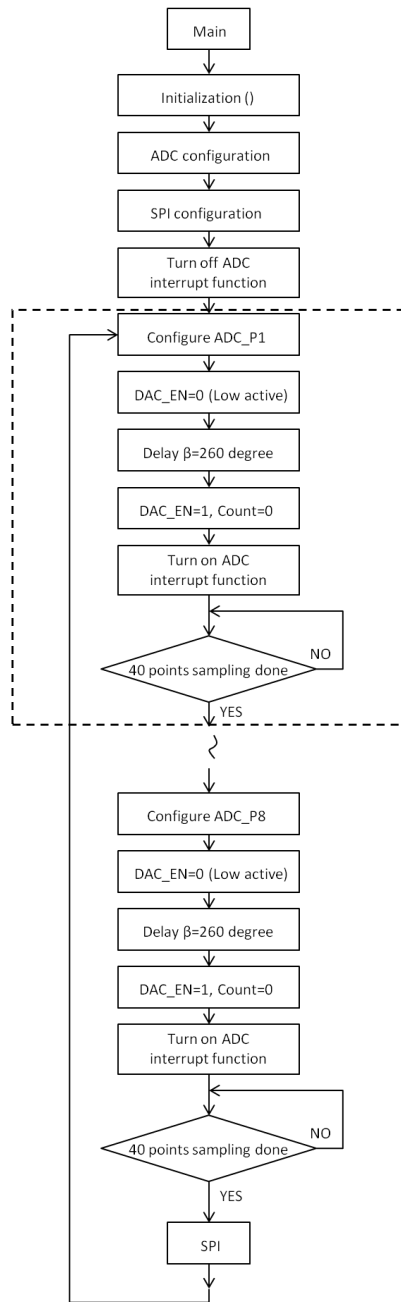 Main
Initialization ()
ADC configuration
SPI configuration
Turn off ADC
interrupt function
Configure ADC_P1
DAC_EN=0 (Low active)
Delay β=260 degree
DAC_EN=1, Count=0
Turn on ADC
interrupt function
NO
40 points sampling done
YES
Configure ADC_P8
DAC_EN=0 (Low active)
Delay β=260 degree
DAC_EN=1, Count=0
Turn on ADC
interrupt function
NO
40 points sampling done
YES
SPI